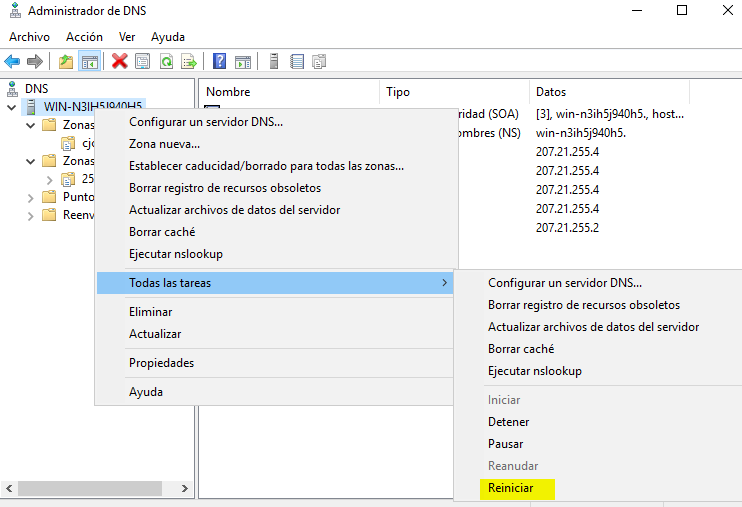 Administrador de DNS
Archivo Acción Ver Ayuda
DNS
WIN-N3IH5J940H5
Zonas
cjc
Zonas
25
Punto
Reenv
Nombre Tipo Datos
ridad (SOA) [3], win-n3ih5j940h5., host...
ombres (NS) win-n3ih5j940h5.
207.21.255.4
207.21.255.4
207.21.255.4
207.21.255.4
207.21.255.2
Configurar un servidor DNS...
Zona nueva...
Establecer caducidad/borrado para todas las zonas...
Borrar registro de recursos obsoletos
Actualizar archivos de datos del servidor
Borrar caché
Ejecutar nslookup
Todas las tareas
Eliminar
Actualizar
Propiedades
Ayuda
Configurar un servidor DNS...
Borrar registro de recursos obsoletos
Actualizar archivos de datos del servidor
Borrar caché
Ejecutar nslookup
Iniciar
Detener
Pausar
Reanudar
Reiniciar